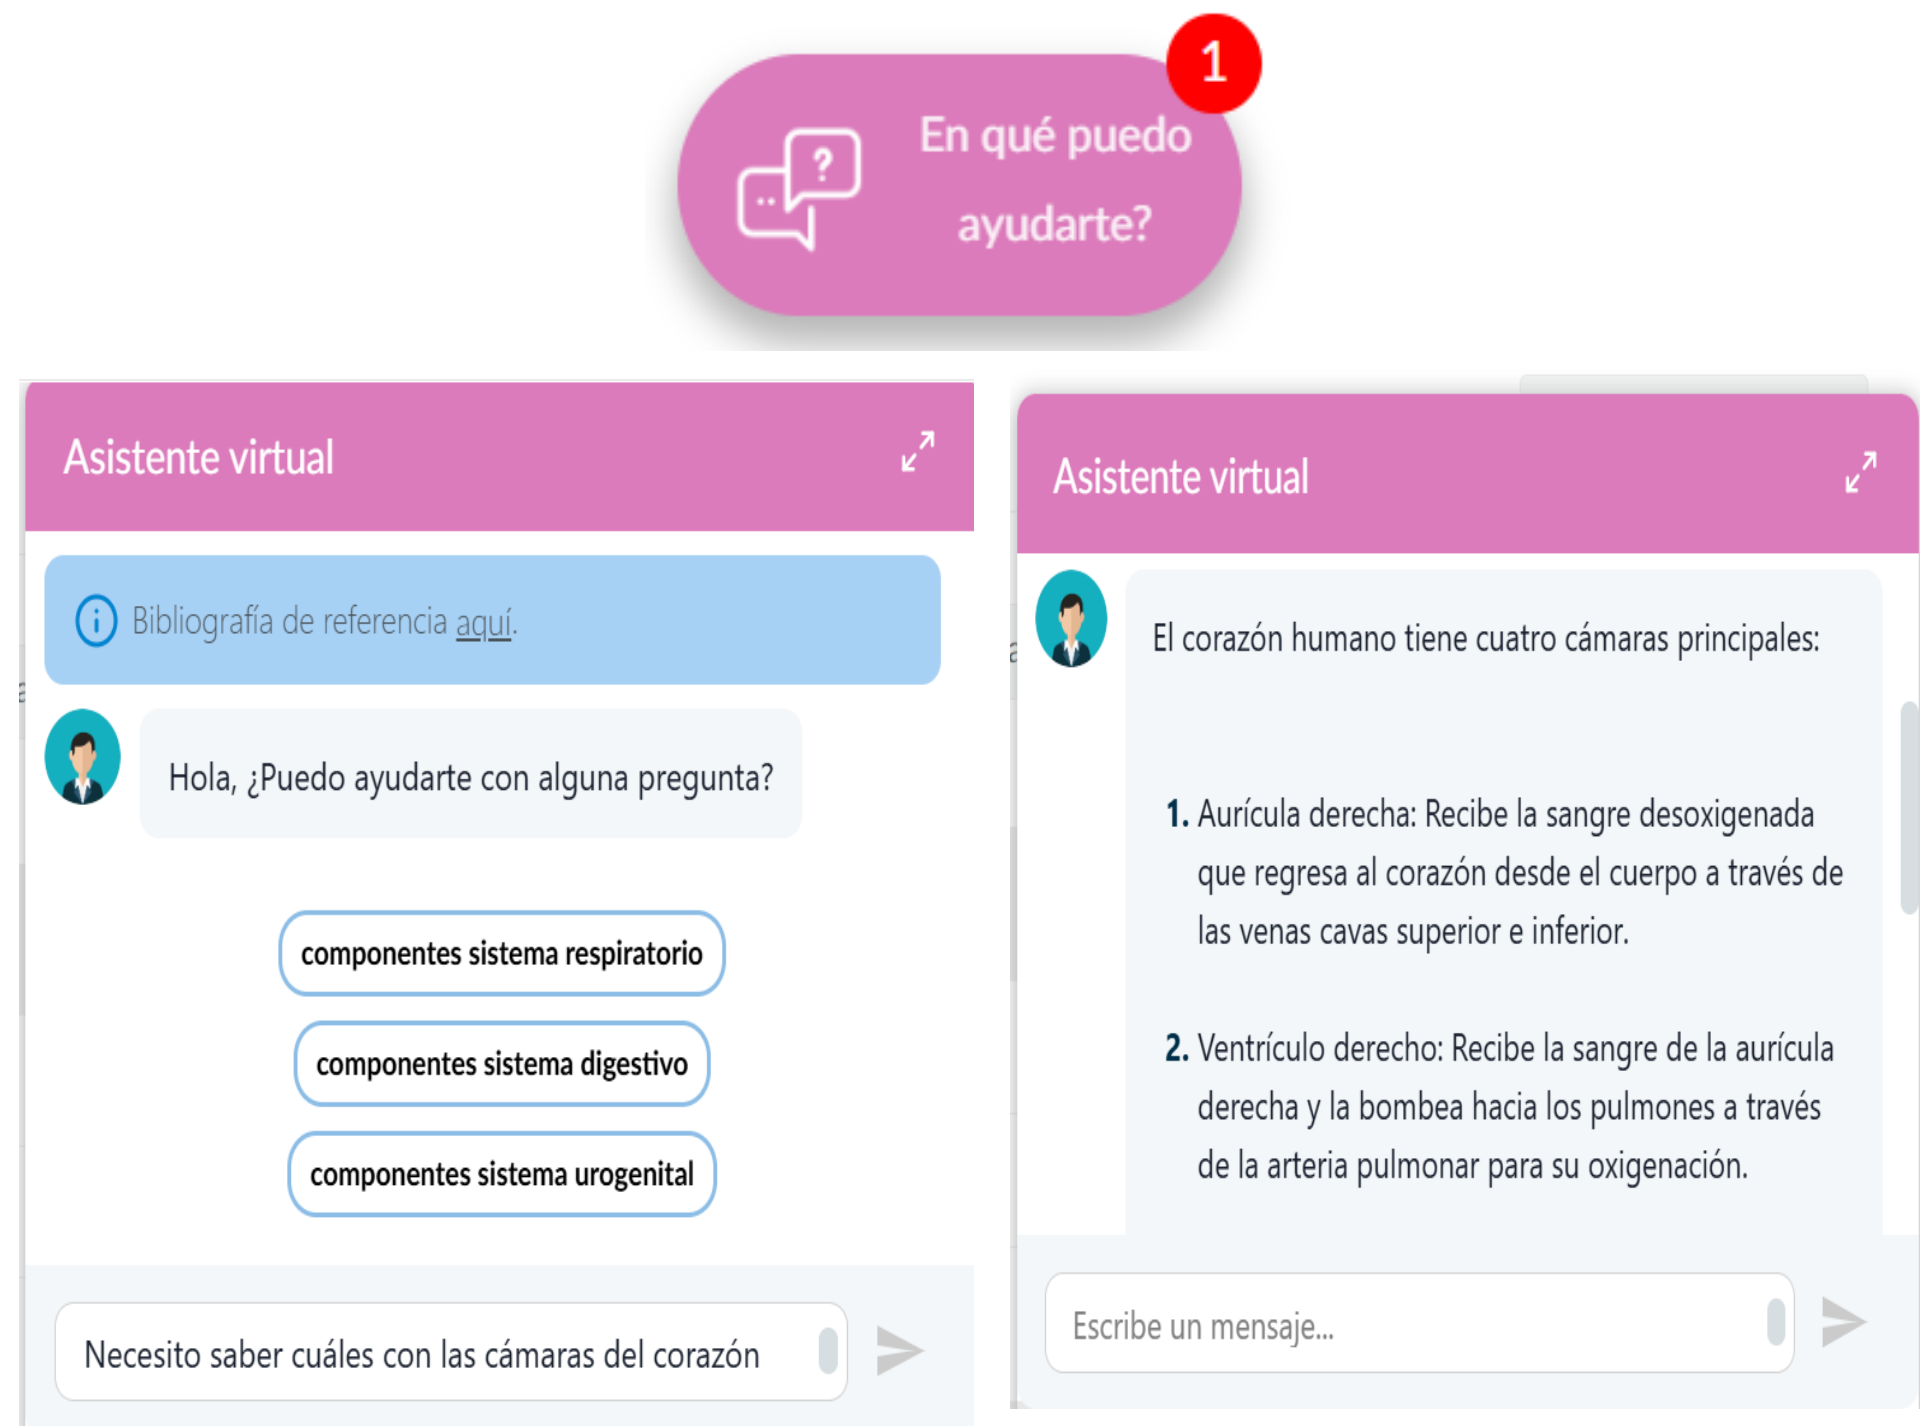 1
En qué puedo
ayudarte?
?
Asistente virtual
Bibliografía de referencia aquí.
Hola, ¿Puedo ayudarte con alguna pregunta?
componentes sistema respiratorio
componentes sistema digestivo
componentes sistema urogenital
Necesito saber cuáles con las cámaras del corazón
Asistente virtual
El corazón humano tiene cuatro cámaras principales:
1. Aurícula derecha: Recibe la sangre desoxigenada
que regresa al corazón desde el cuerpo a través de
las venas cavas superior e inferior.
2. Ventrículo derecho: Recibe la sangre de la aurícula
derecha y la bombea hacia los pulmones a través
de la arteria pulmonar para su oxigenación.
Escribe un mensaje...